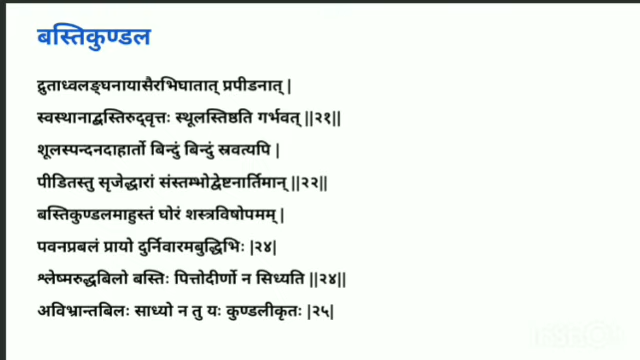 बस्तिकुण्डल
द्रुताध्वलङ्घनायासैरभिघातात् प्रपीडनात् |
स्वस्थानाद्बस्तिरुद्वृत्तः स्थूलस्तिष्ठति गर्भवत् ||२१||
शूलस्पन्दनदाहार्तो बिन्दुं बिन्दुं स्रवत्यपि |
पीडितस्तु सृजेद्धारां संस्तम्भोद्वेष्टनार्तिमान् ||२२||
बस्तिकुण्डलमाहुस्तं घोरं शस्त्रविषोपमम् |
पवनप्रबलं प्रायो दुर्निवारमबुद्धिभिः |२४|
श्लेष्मरुद्धबिलो बस्तिः पित्तोदीर्णो न सिध्यति ||२४||
अविभ्रान्तबिलः साध्यो न तु यः कुण्डलीकृतः |२५|